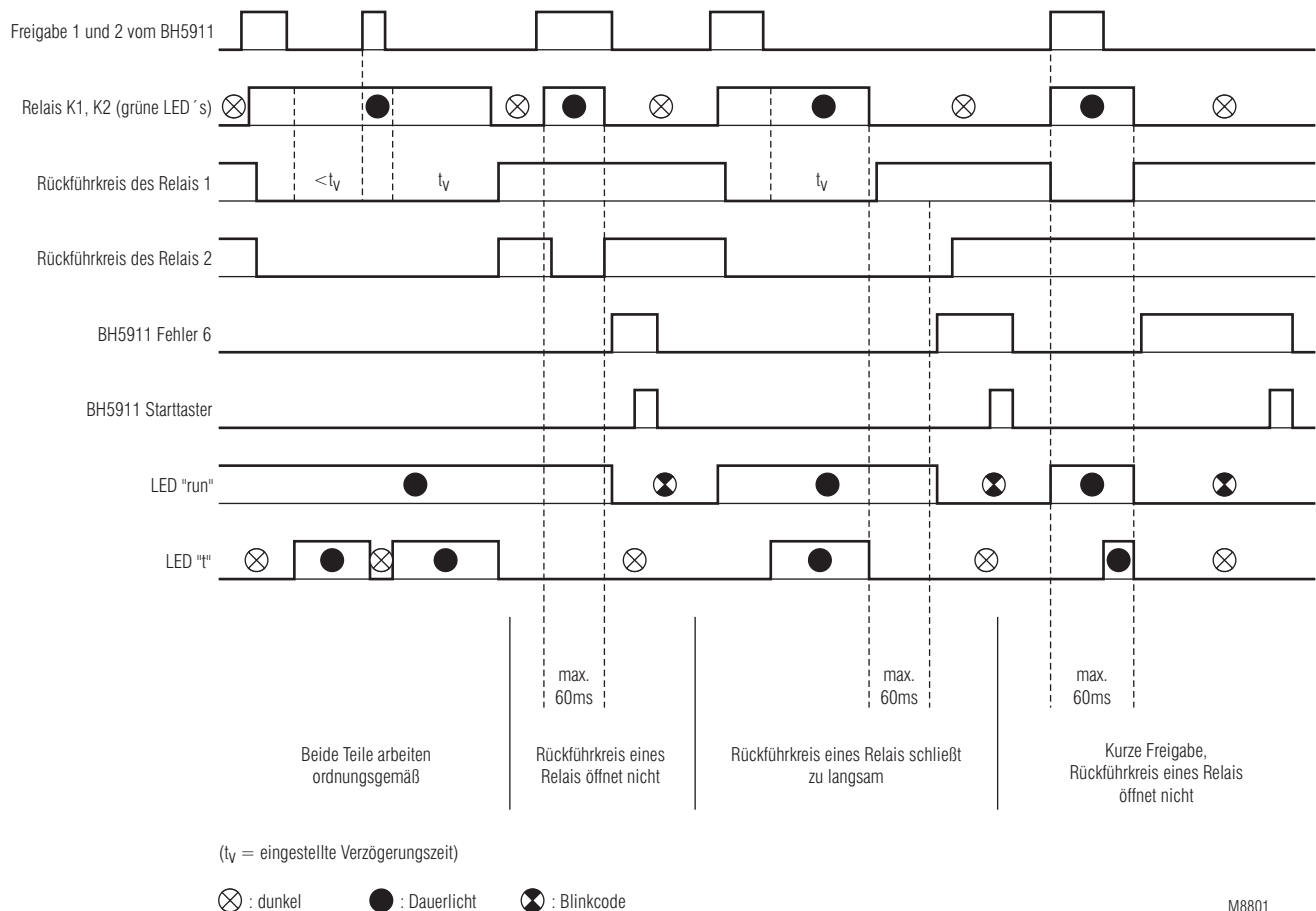 Freigabe 1 und 2 vom BH5911
Relais K1, K2 (grüne LED ´s)
Rückführkreis des Relais 1
<tv
tv
tv
Rückführkreis des Relais 2
BH5911 Fehler 6
BH5911 Starttaster
LED "run"
LED "t"
max.
60ms
max.
60ms
max.
60ms
Beide Teile arbeiten
ordnungsgemäß
Rückführkreis eines
Relais öffnet nicht
Rückführkreis eines Relais schließt
zu langsam
Kurze Freigabe,
Rückführkreis eines Relais
öffnet nicht
(tv = eingestellte Verzögerungszeit)
: dunkel
: Dauerlicht
: Blinkcode
M8801